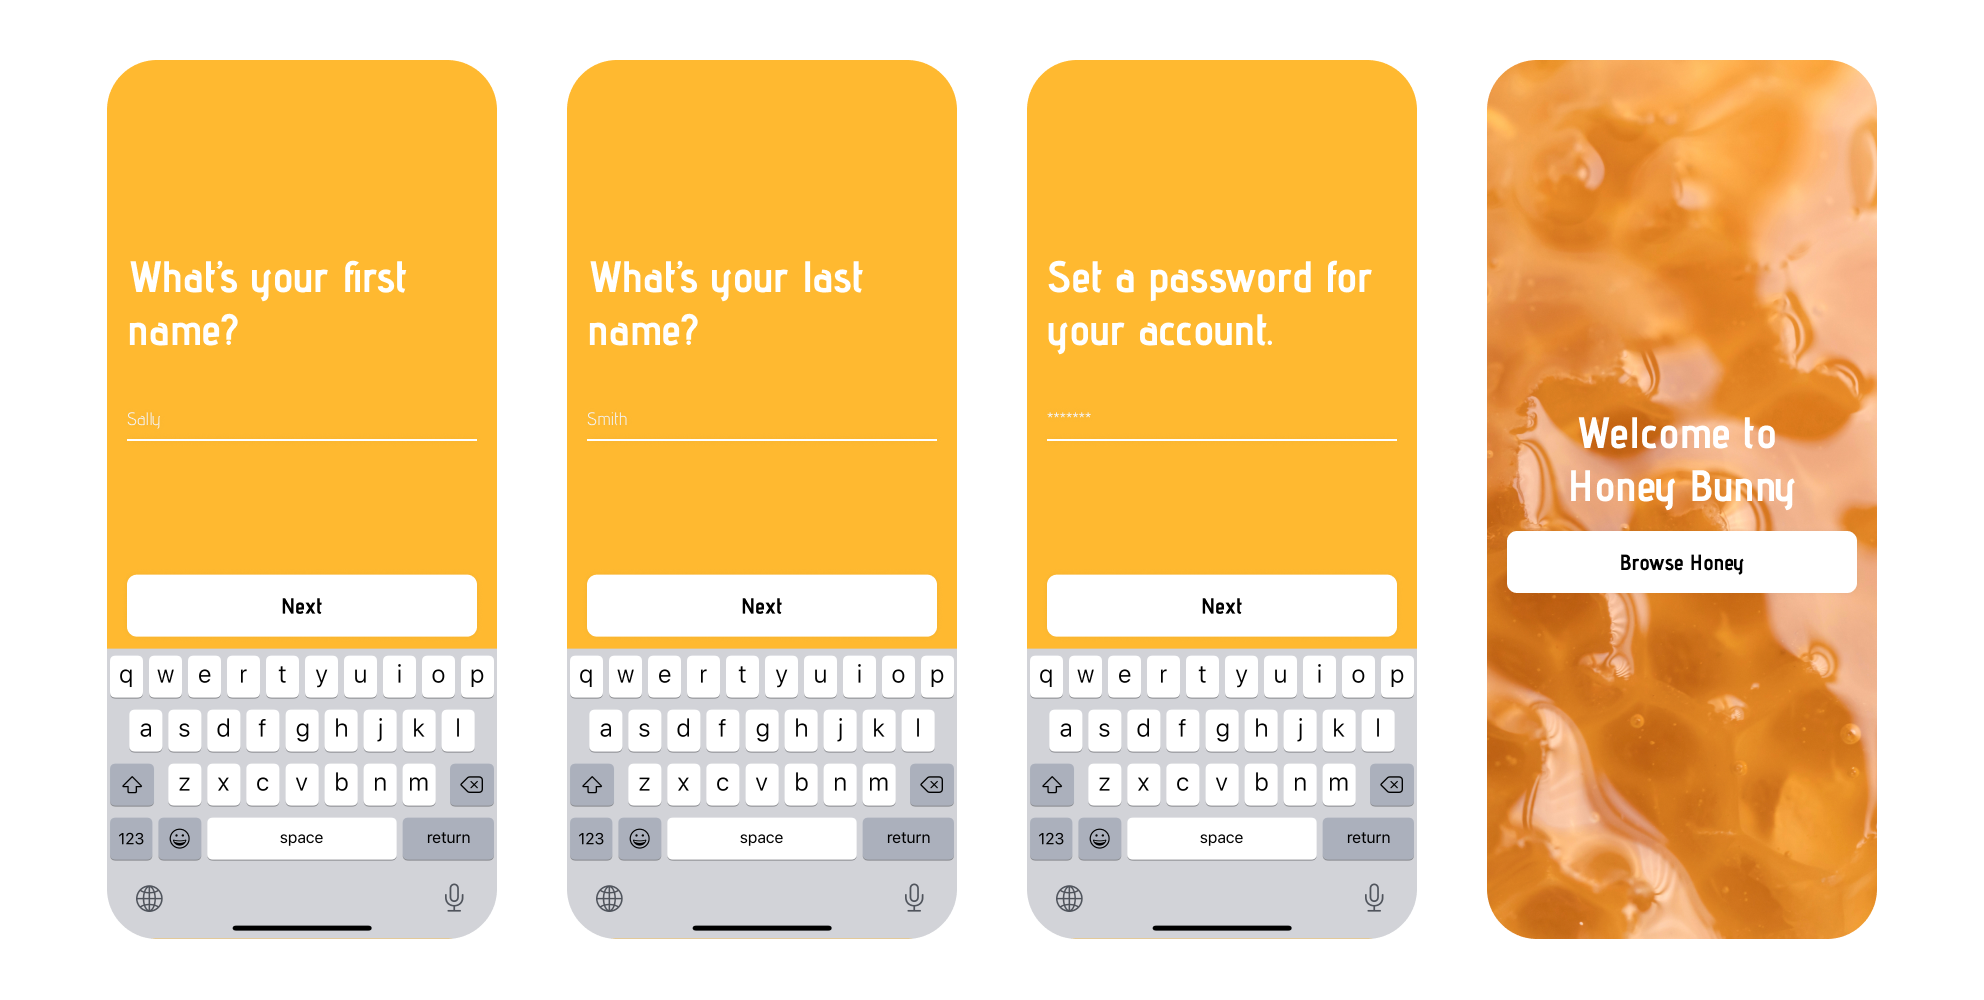 What's your first
name?
Sally
Next
q w e r t y u i o p
a s d f g h j k l
z x c v b n m
123 space return
What's your last
name?
Smith
Next
q w e r t y u i o p
a s d f g h j k l
z x c v b n m
123 space return
Set a password for
your account.
*******
Next
q w e r t y u i o p
a s d f g h j k l
z x c v b n m
123 space return
Welcome to
Honey Bunny
Browse Honey